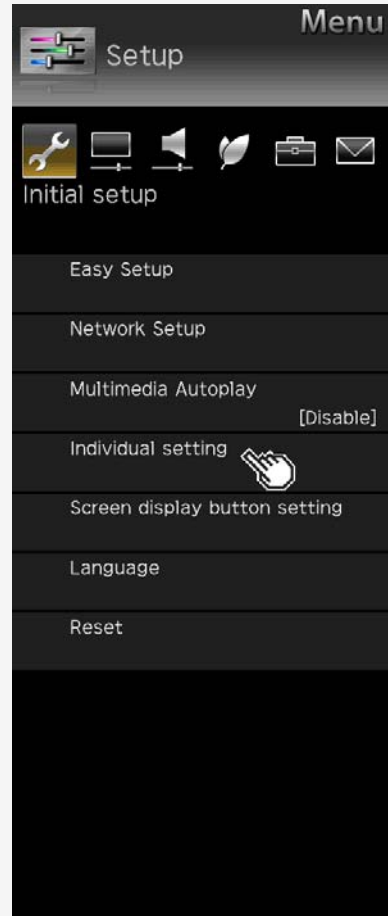 Menu
Setup
Initial setup
Easy Setup
Network Setup
Multimedia Autoplay
[Disable]
Individual setting
Screen display button setting
Language
Reset